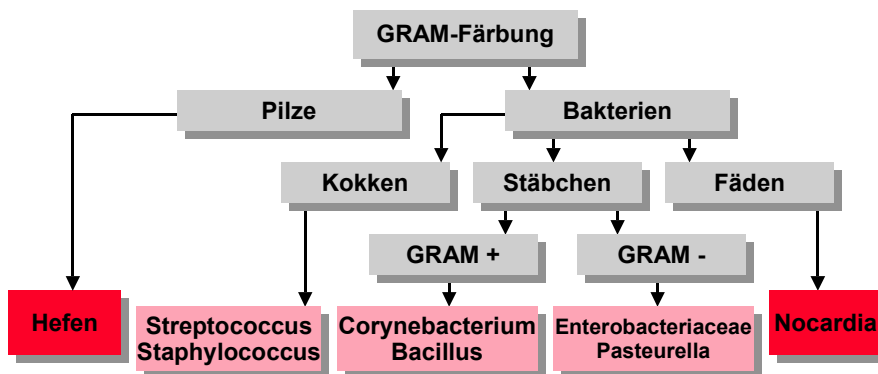 GRAM-Färbung
Pilze
Bakterien
Kokken
Stäbchen
Fäden
GRAM +
GRAM -
Hefen
Streptococcus
Staphylococcus
Corynebacterium
Bacillus
Enterobacteriaceae
Pasteurella
Nocardia